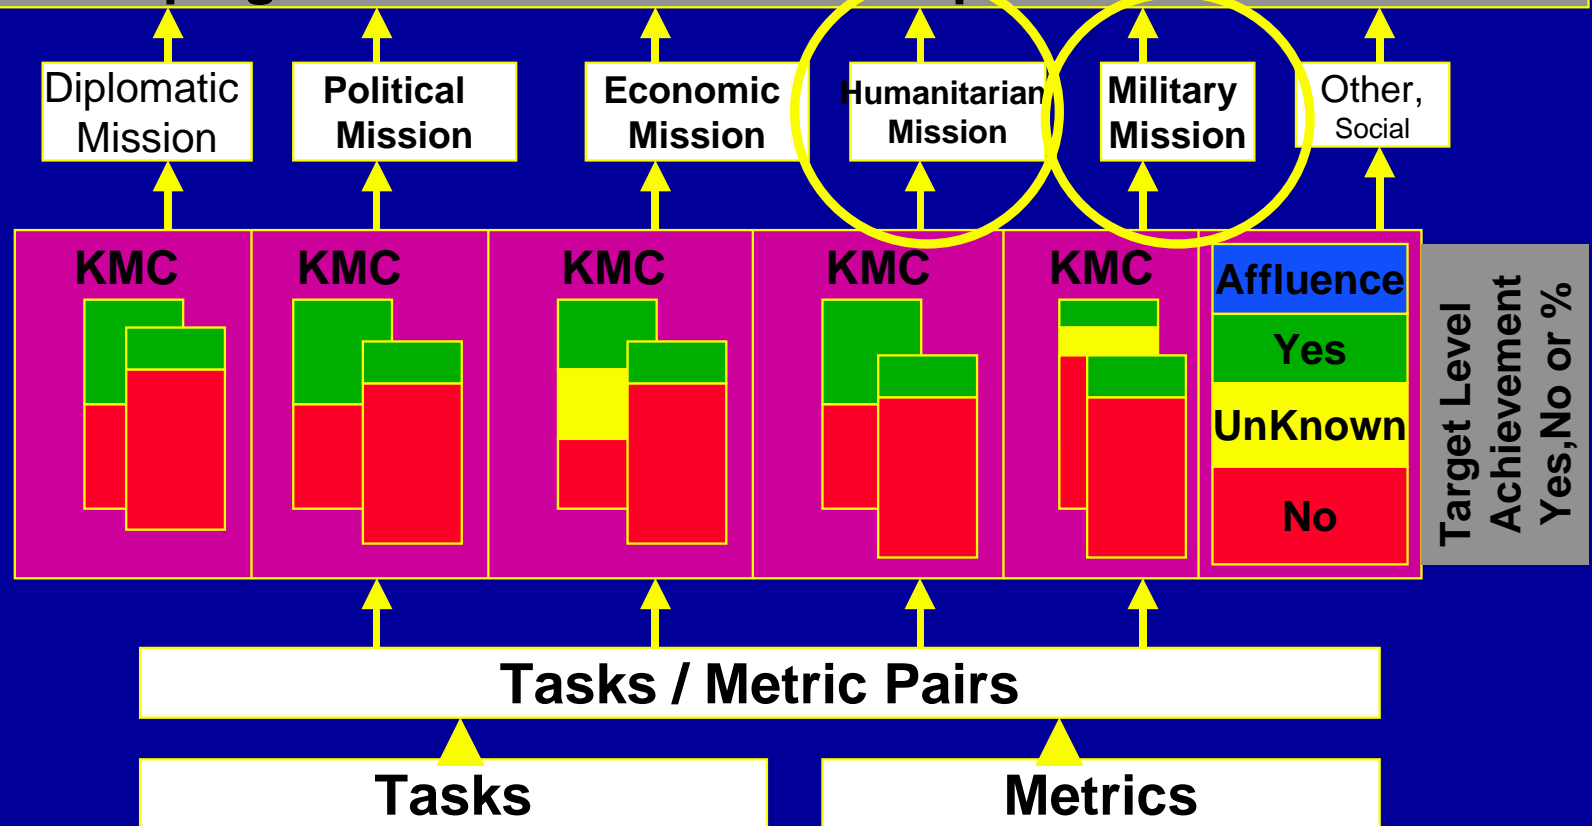 Diplomatic
Mission
Political
Mission
Economic
Mission
Humanitarian
Mission
Military
Mission
Other,
Social
KMC
KMC
KMC
KMC
KMC
Affluence
Yes
UnKnown
No
Target Level
Achievement
Yes,No or %
Tasks / Metric Pairs
Tasks
Metrics